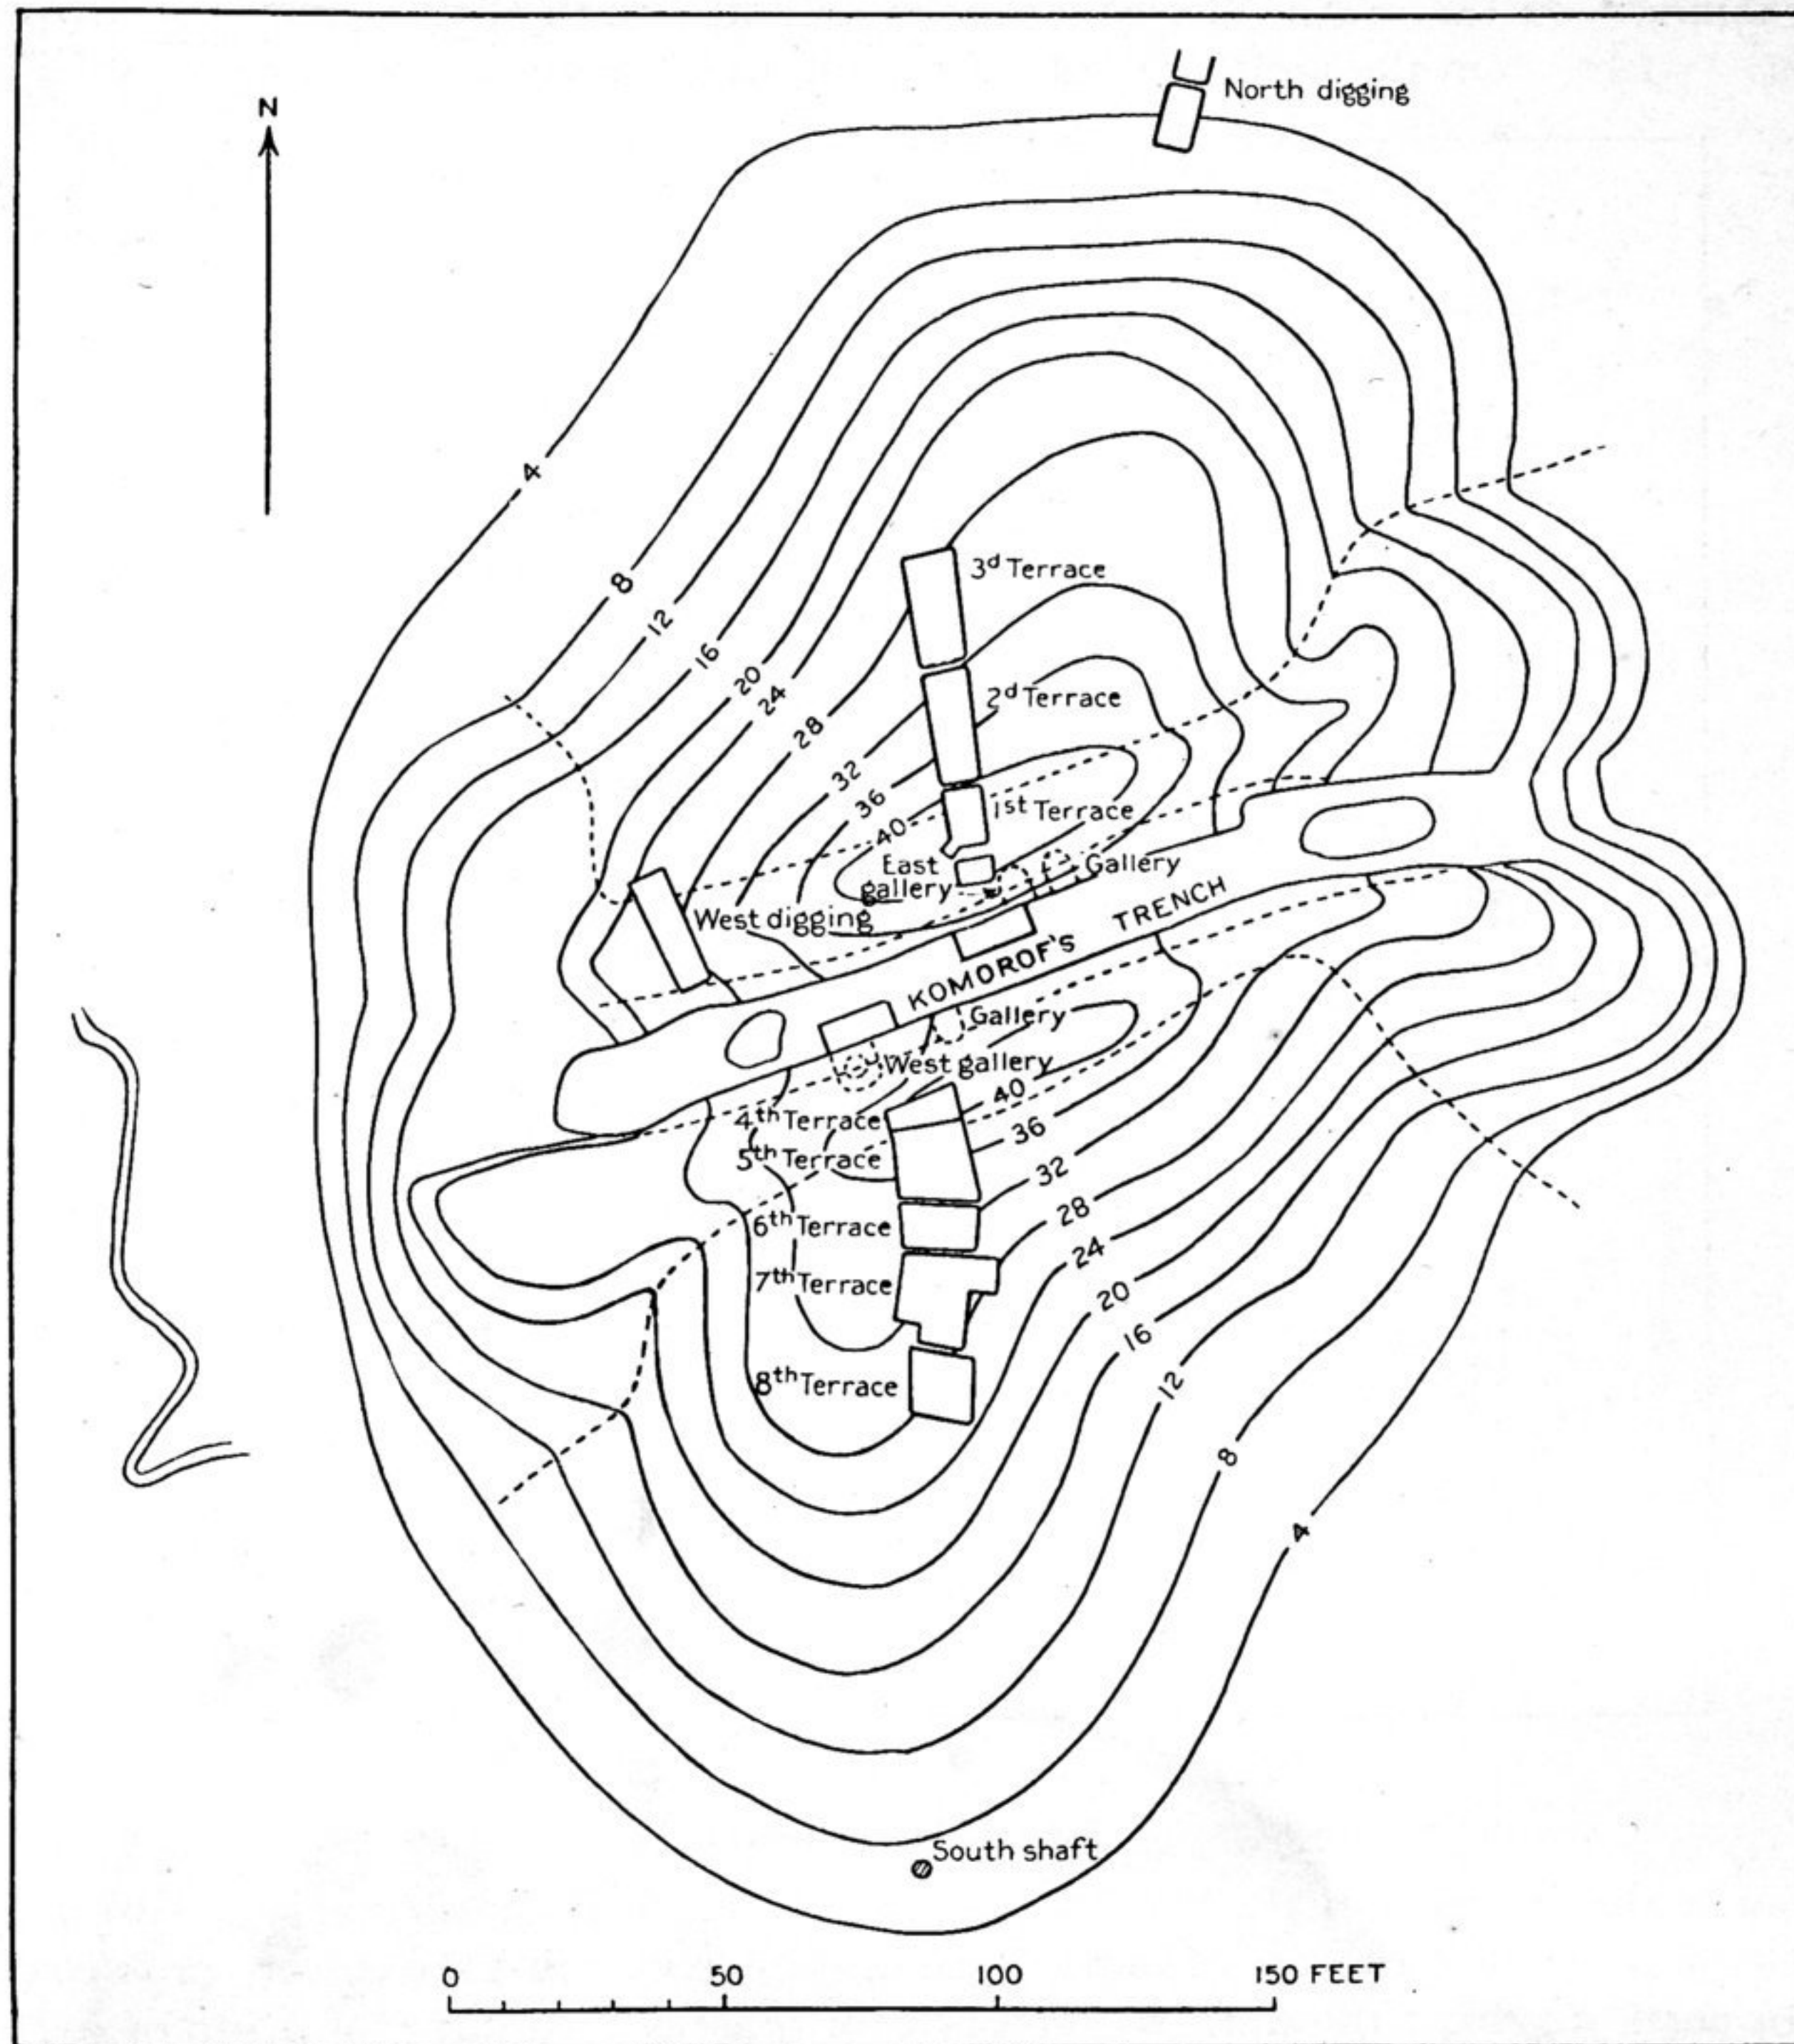 N
North digging
4
8
12
16
20
24
28
32
36
40
3d Terrace
2d Terrace
1st Terrace
East
gallery
Gallery
West digging
KOMOROF'S TRENCH
Gallery
West gallery
4th Terrace
5th Terrace
6th Terrace
7th Terrace
8th Terrace
40
36
32
28
24
20
16
12
8
4
South shaft
0 50 100 150 FEET